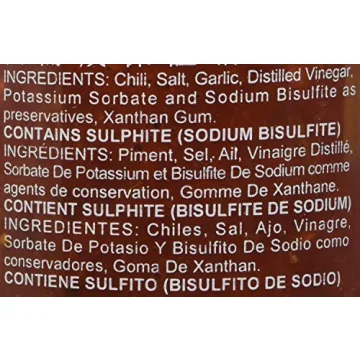 INGREDIENTS: Chili, Salt, Garlic, Distilled Vinegar,
Potassium Sorbate and Sodium Bisulfite as
preservatives, Xanthan Gum.
CONTAINS SULPHITE (SODIUM BISULFITE)
INGREDIENTS: Piment, Sel, Ail, Vinaigre Distillé,
Sorbate De Potassium et Bisulfite De Sodium comme
agents de conservation, Gomme De Xanthane.
CONTIENT SULPHITE (BISULFITE DE SODIUM)
INGREDIENTES: Chiles, Sal, Ajo, Vinagre,
Sorbate De Potasio Y Bisulfito De Sodio como
conservadores, Goma De Xanthan.
CONTIENE SULFITO (BISULFITO DE SODIO)